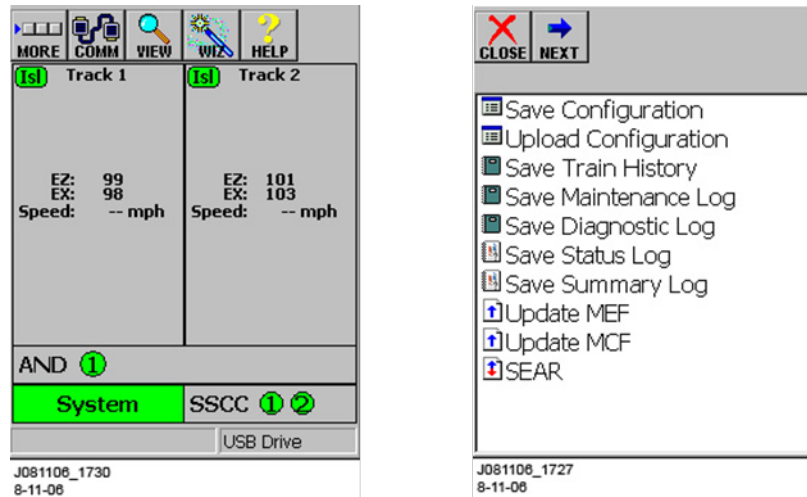 MORE COMM VIEW WIZ HELP
Isl Track 1
Isl Track 2
EZ: 99
EX: 98
Speed: -- mph
EZ: 101
EX: 103
Speed: -- mph
AND 1
System
SSCC 1 2
USB Drive
J081106_1730
8-11-06
CLOSE NEXT
Save Configuration
Upload Configuration
Save Train History
Save Maintenance Log
Save Diagnostic Log
Save Status Log
Save Summary Log
Update MEF
Update MCF
SEAR
J081106_1727
8-11-06